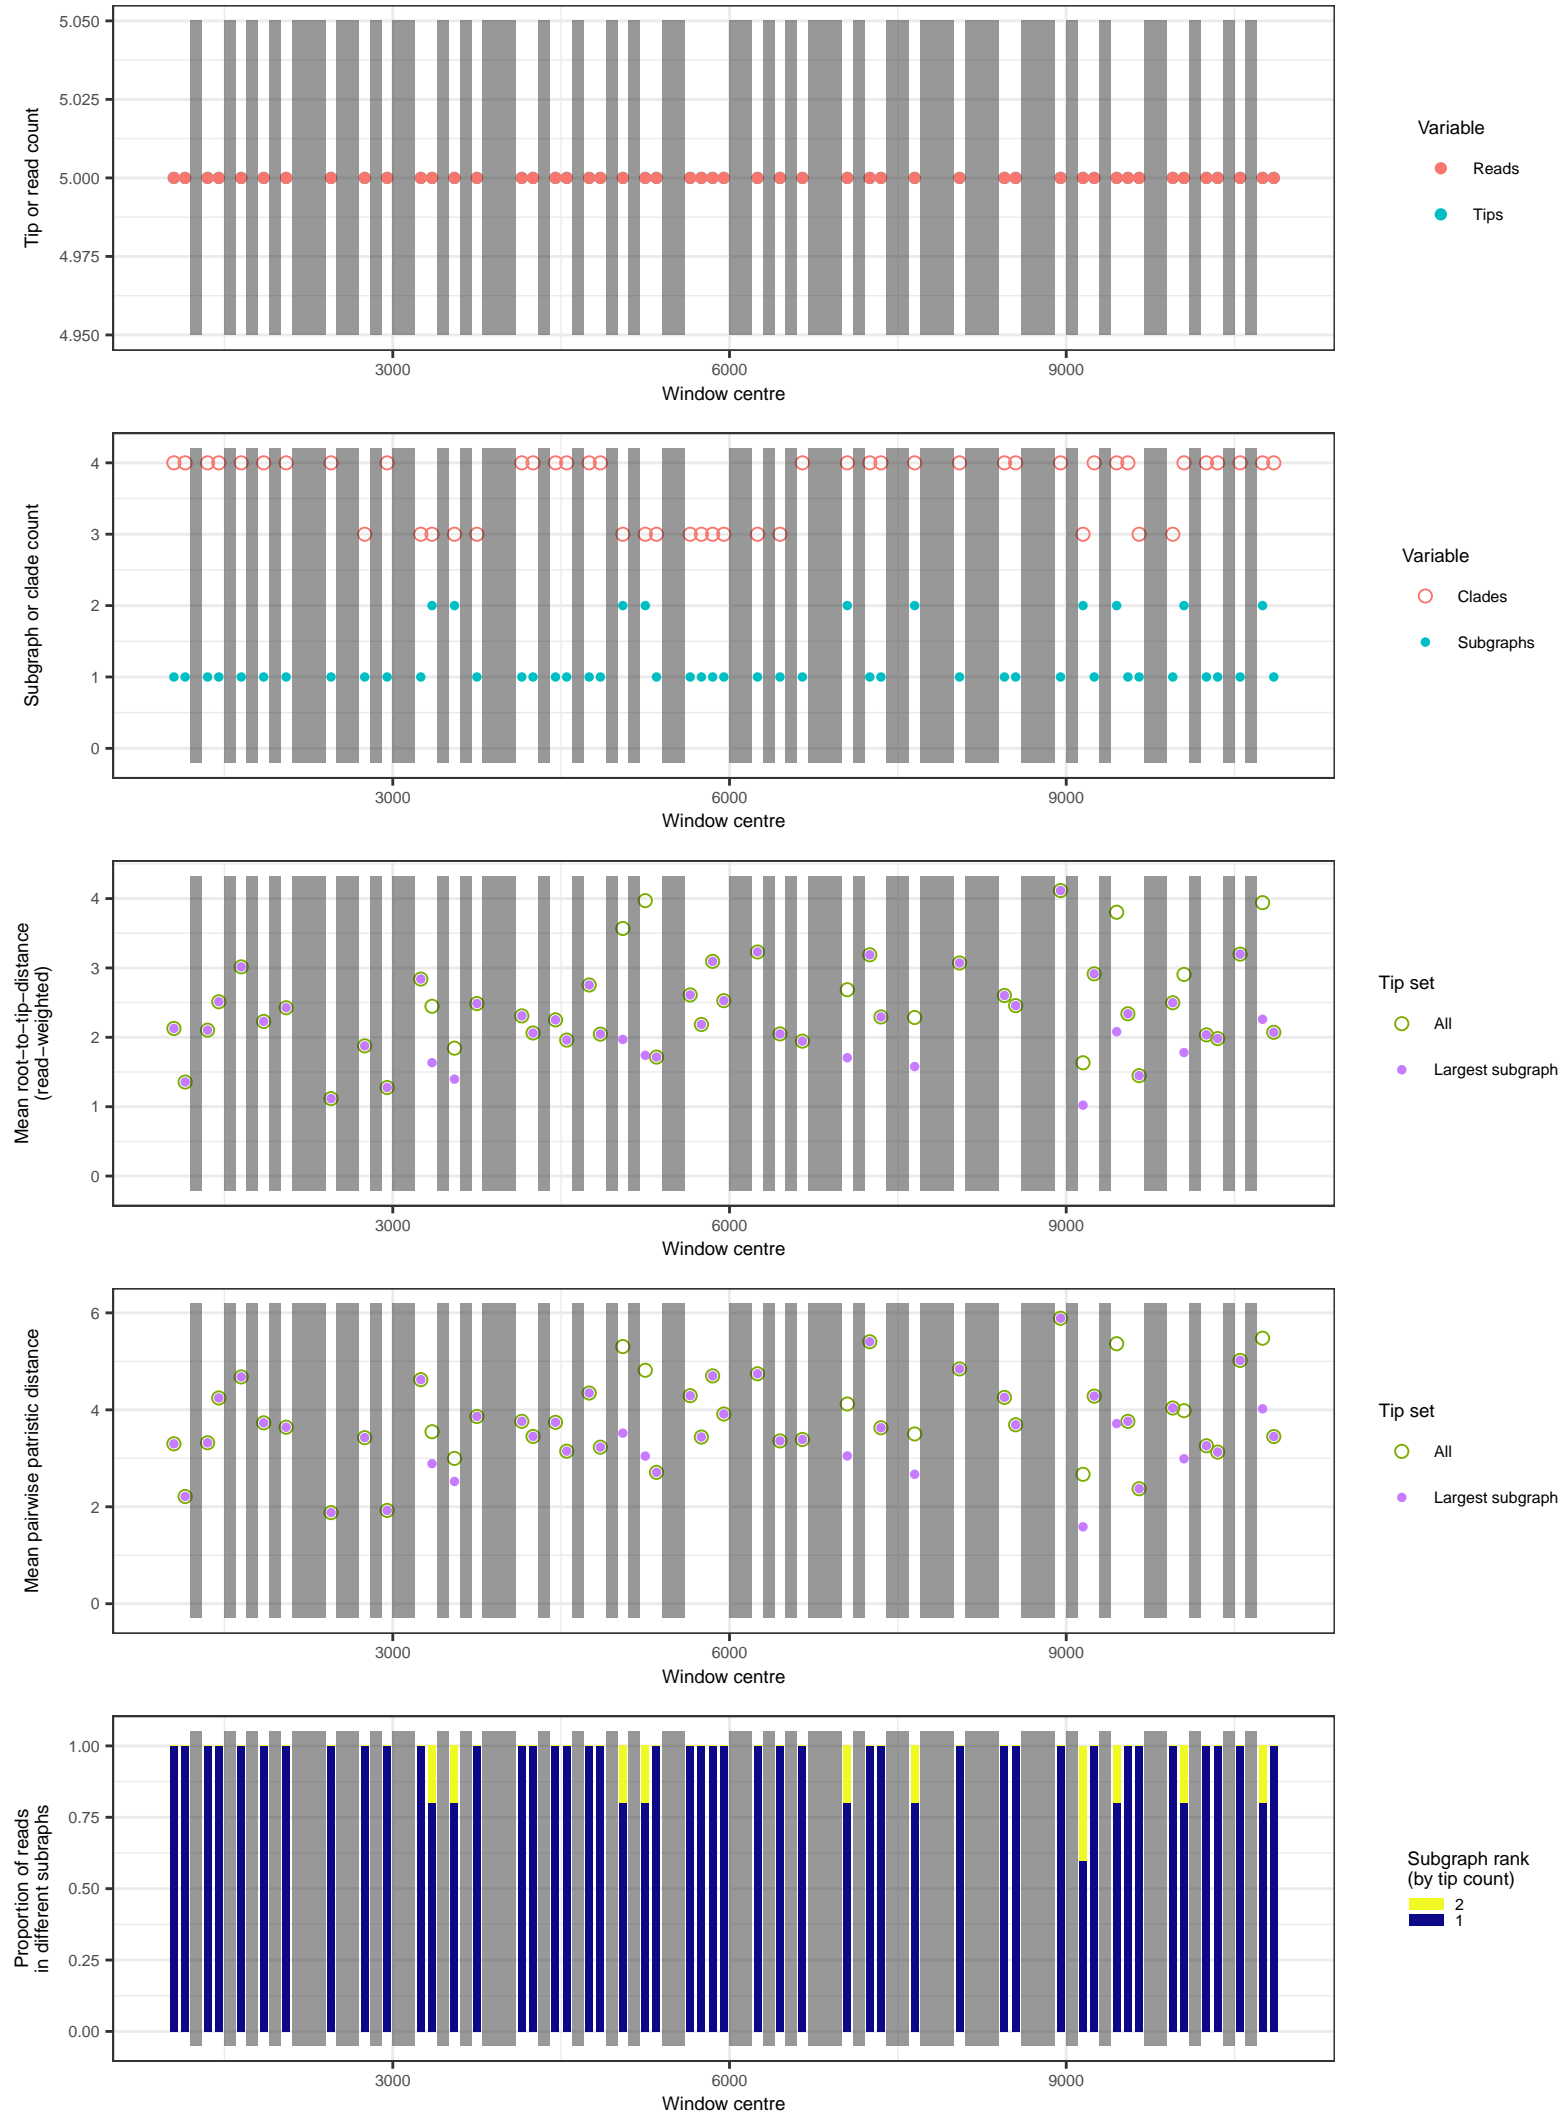 5.050
5.025
5.000
4.975
4.950
Tip or read count
3000
6000
9000
Window centre
Variable
Reads
Tips
4
3
2
1
0
Subgraph or clade count
3000
6000
9000
Window centre
Variable
Clades
Subgraphs
4
3
2
1
0
Mean root−to−tip−distance
(read−weighted)
3000
6000
9000
Window centre
Tip set
All
Largest subgraph
6
4
2
0
Mean pairwise patristic distance
3000
6000
9000
Window centre
Tip set
All
Largest subgraph
1.00
0.75
0.50
0.25
0.00
Proportion of reads
in different subraphs
3000
6000
9000
Window centre
Subgraph rank
(by tip count)
2
1